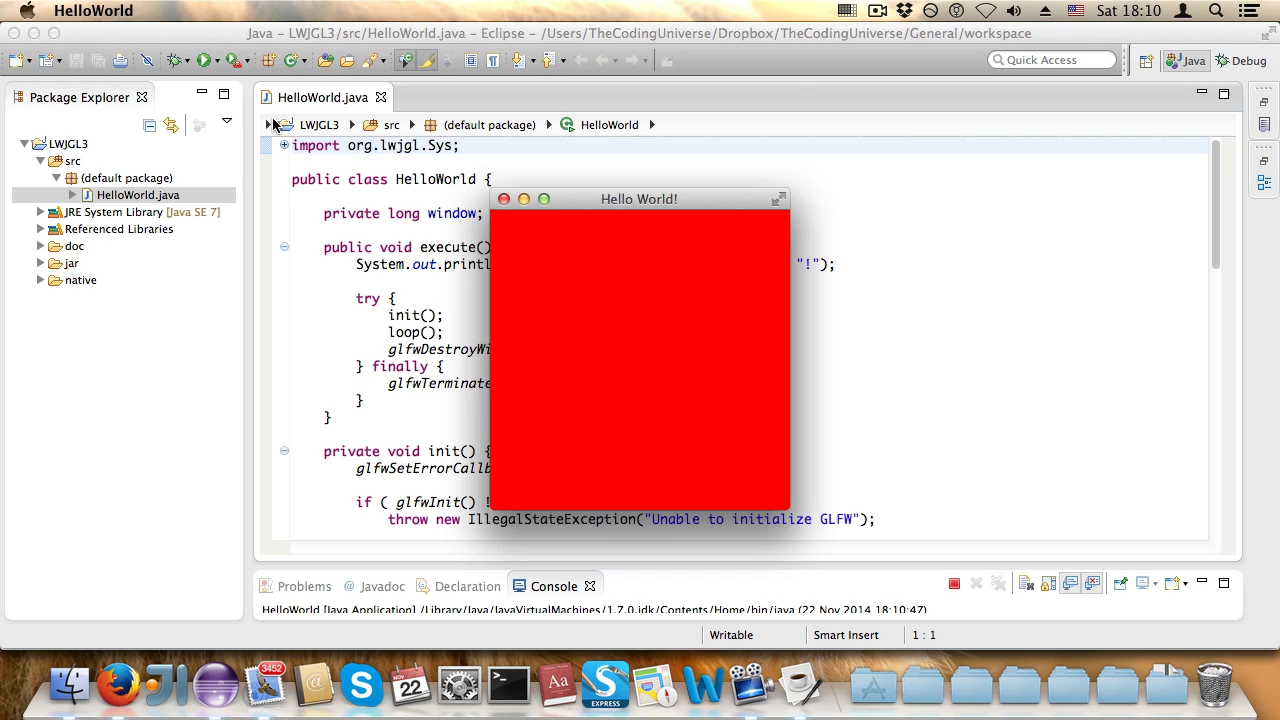 HelloWorld
Sat 18:10
Java – LWJGL3/src/HelloWorld.java – Eclipse – /Users/TheCodingUniverse/Dropbox/TheCodingUniverse/General/workspace
Quick Access
Java
Debug
Package Explorer
HelloWorld.java
LWJGL3 src (default package) HelloWorld
LWJGL3
src
(default package)
HelloWorld.java
JRE System Library [Java SE 7]
Referenced Libraries
doc
jar
native
import org.lwjgl.Sys;
public class HelloWorld {
private long window;
public void execute()
System.out.println "!");
try {
init();
loop();
glfwDestroyWi
} finally {
glfwTerminate
}
}
private void init() {
glfwSetErrorCallb
if ( glfwInit() !
throw new IllegalStateException("Unable to initialize GLFW");
Hello World!
Problems
@ Javadoc
Declaration
Console
HelloWorld [Java Application] /Library/Java/JavaVirtualMachines/1.7.0.jdk/Contents/Home/bin/java (22 Nov 2014 18:10:47)
Writable
Smart Insert
1 : 1
3452
NOV
22
Aa
EXPRESS